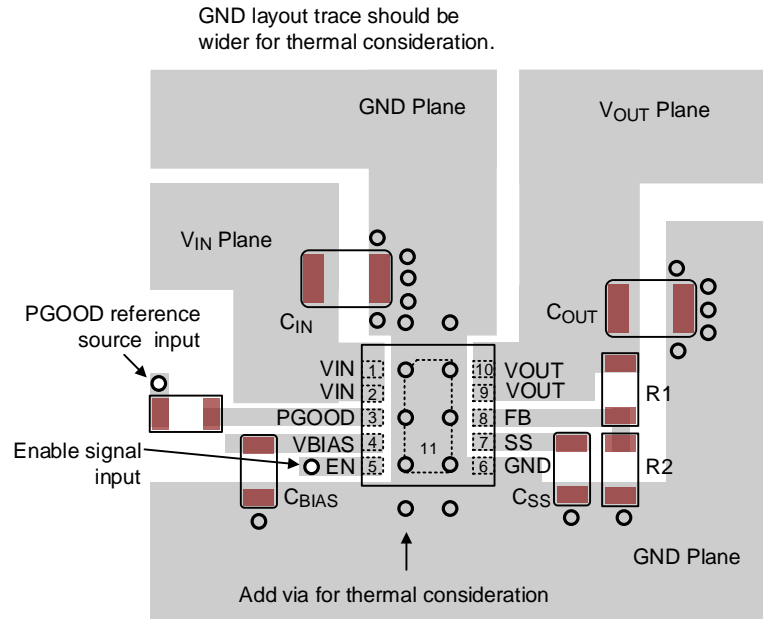 GND layout trace should be
wider for thermal consideration.
GND Plane
VOUT Plane
VIN Plane
PGOOD reference
source input
CIN
COUT
VIN 1 10 VOUT
VIN 2 9 VOUT
R1
PGOOD 3 8 FB
11
VBIAS 4 7 SS
Enable signal
input
EN 5 6 GND
R2
CBIAS
CSS
GND Plane
Add via for thermal consideration